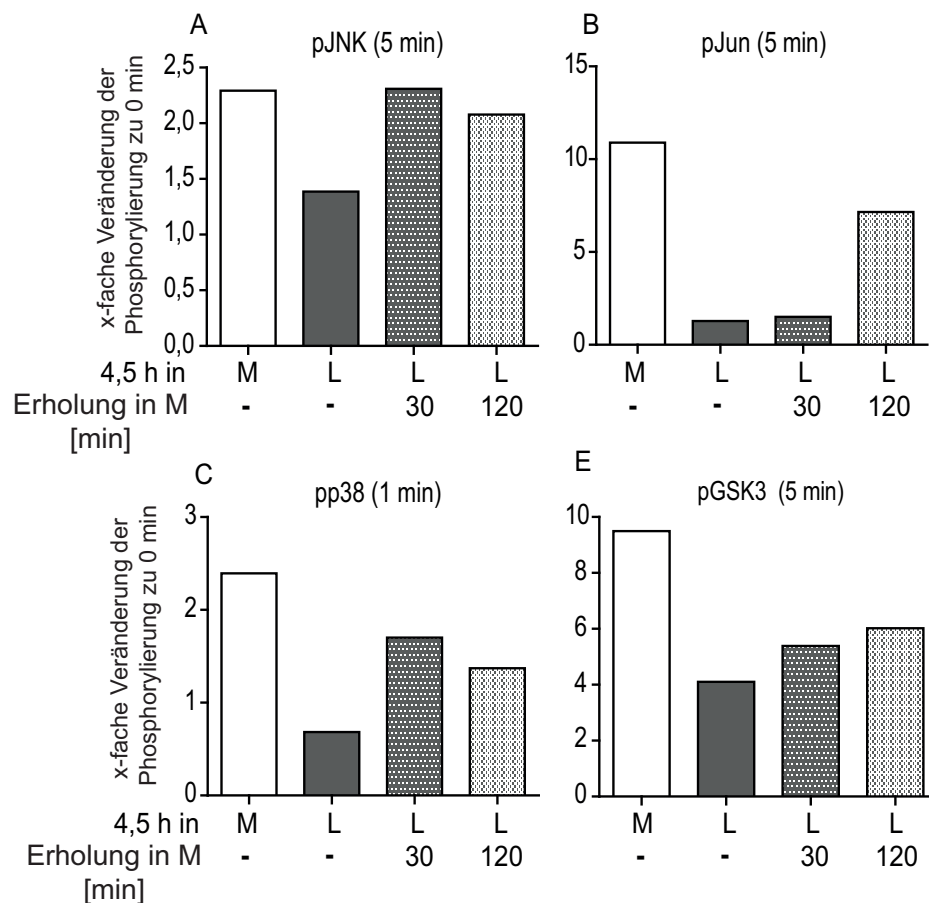 A
pJNK (5 min)
x-fache Veränderung der
Phosphorylierung zu 0 min
2,5
2,0
1,5
1,0
0,5
0,0
4,5 h in M L L L
Erholung in M - - 30 120
[min]
B
pJun (5 min)
15
10
5
0
M L L L
- - 30 120
C
pp38 (1 min)
x-fache Veränderung der
Phosphorylierung zu 0 min
3
2
1
0
4,5 h in M L L L
Erholung in M - - 30 120
[min]
E
pGSK3 (5 min)
10
8
6
4
2
0
M L L L
- - 30 120